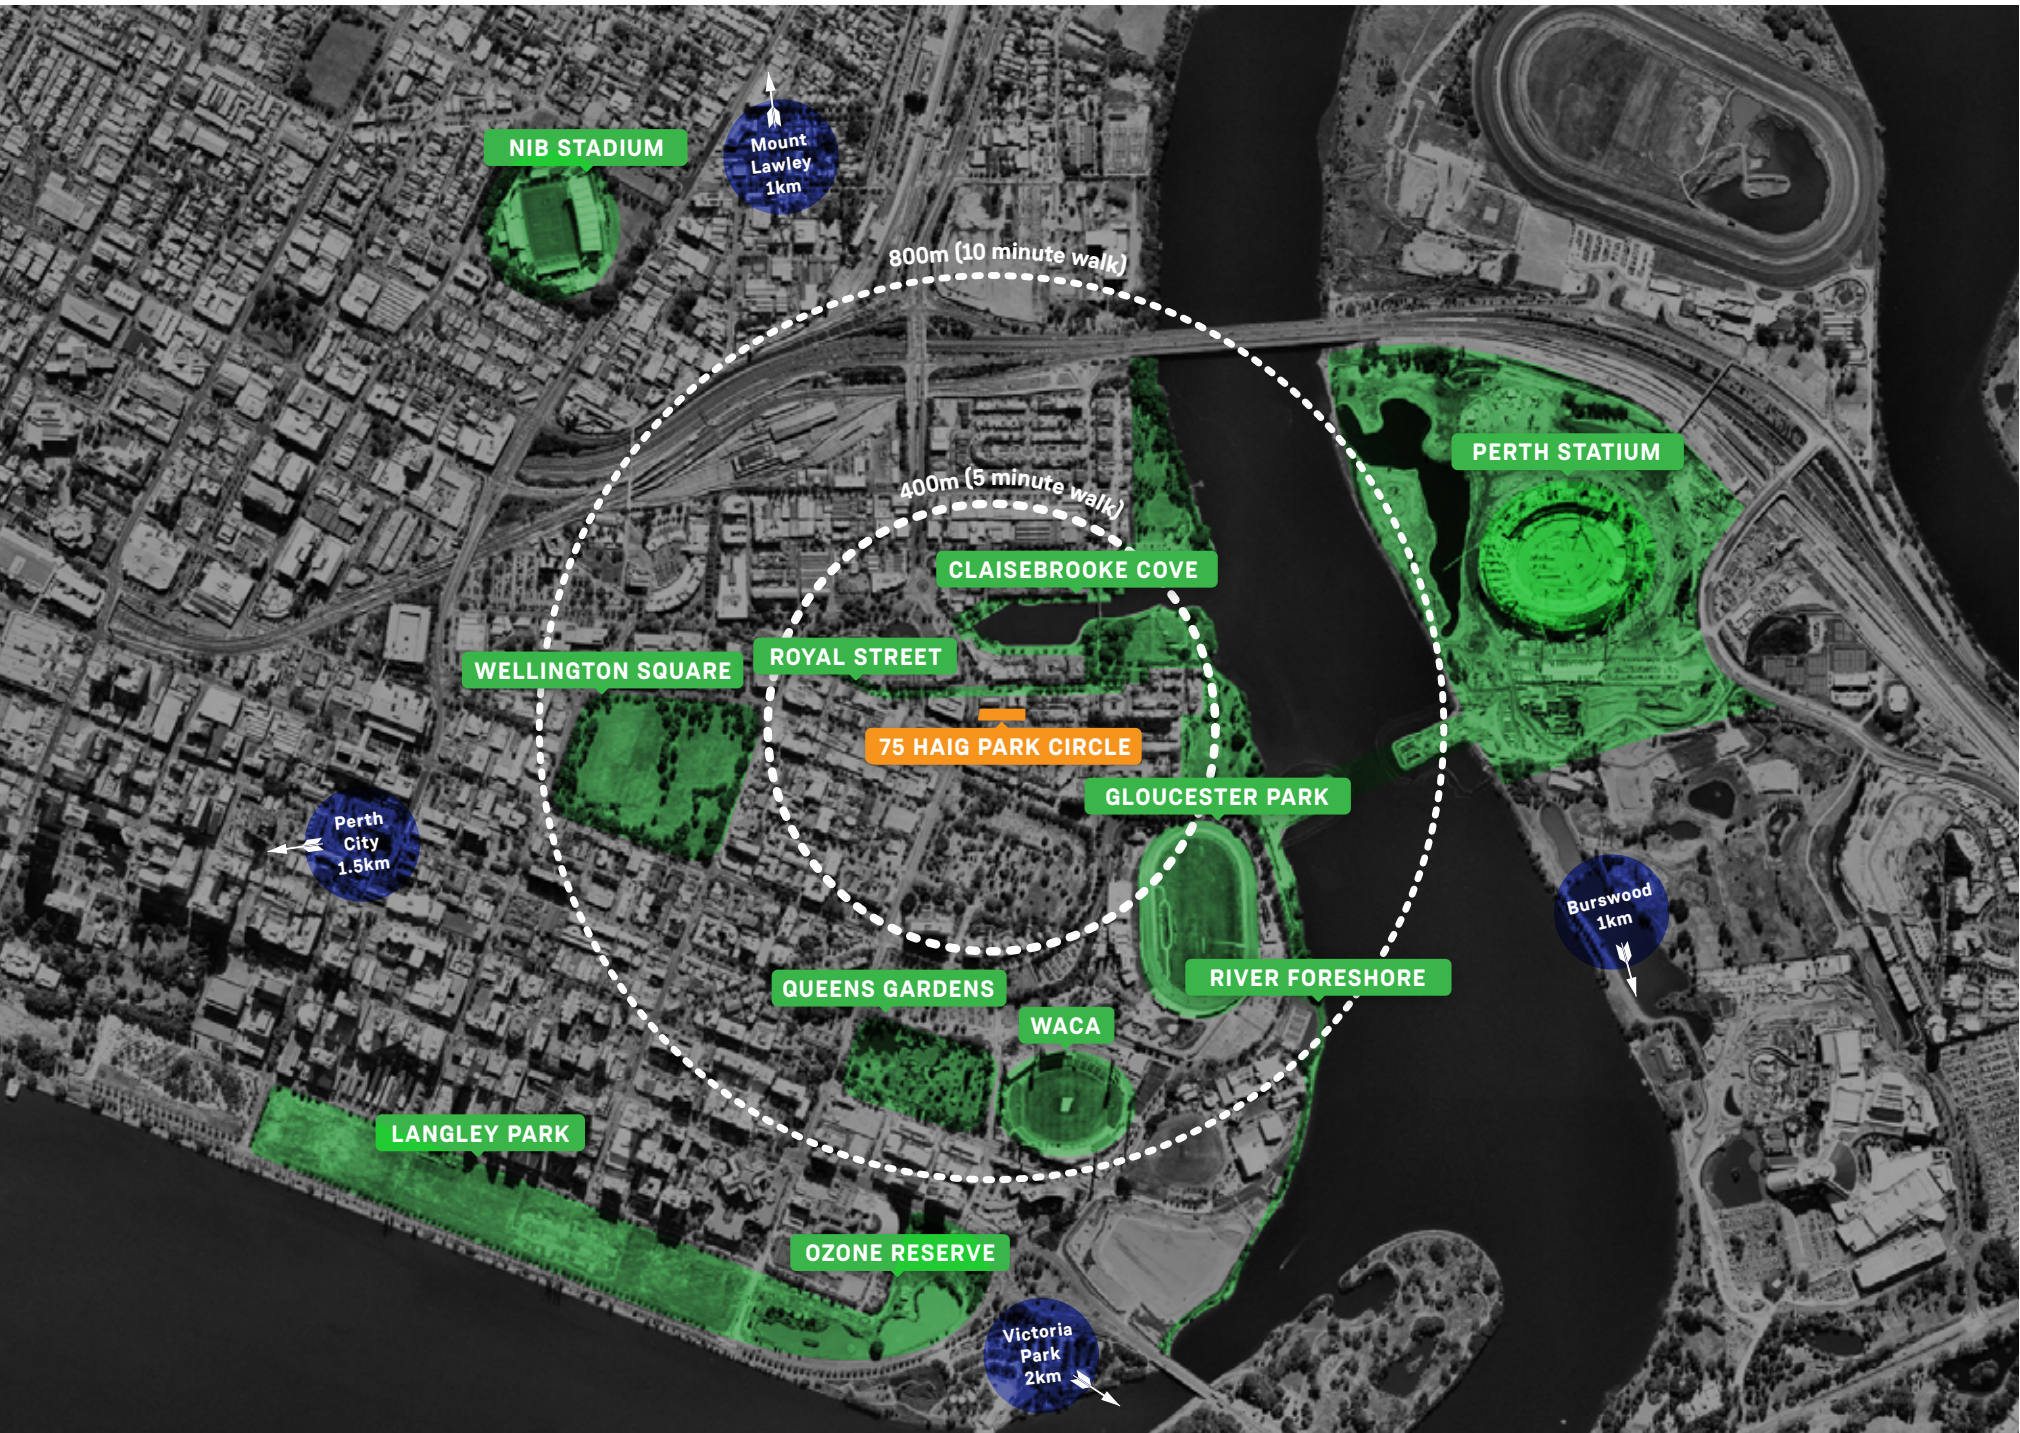 NIB STADIUM
Mount
Lawley
1km
800m (10 minute walk)
PERTH STATIUM
400m (5 minute walk)
CLAISEBROOKE COVE
ROYAL STREET
WELLINGTON SQUARE
75 HAIG PARK CIRCLE
GLOUCESTER PARK
Perth
City
1.5km
Burswood
1km
RIVER FORESHORE
QUEENS GARDENS
WACA
LANGLEY PARK
OZONE RESERVE
Victoria
Park
2km